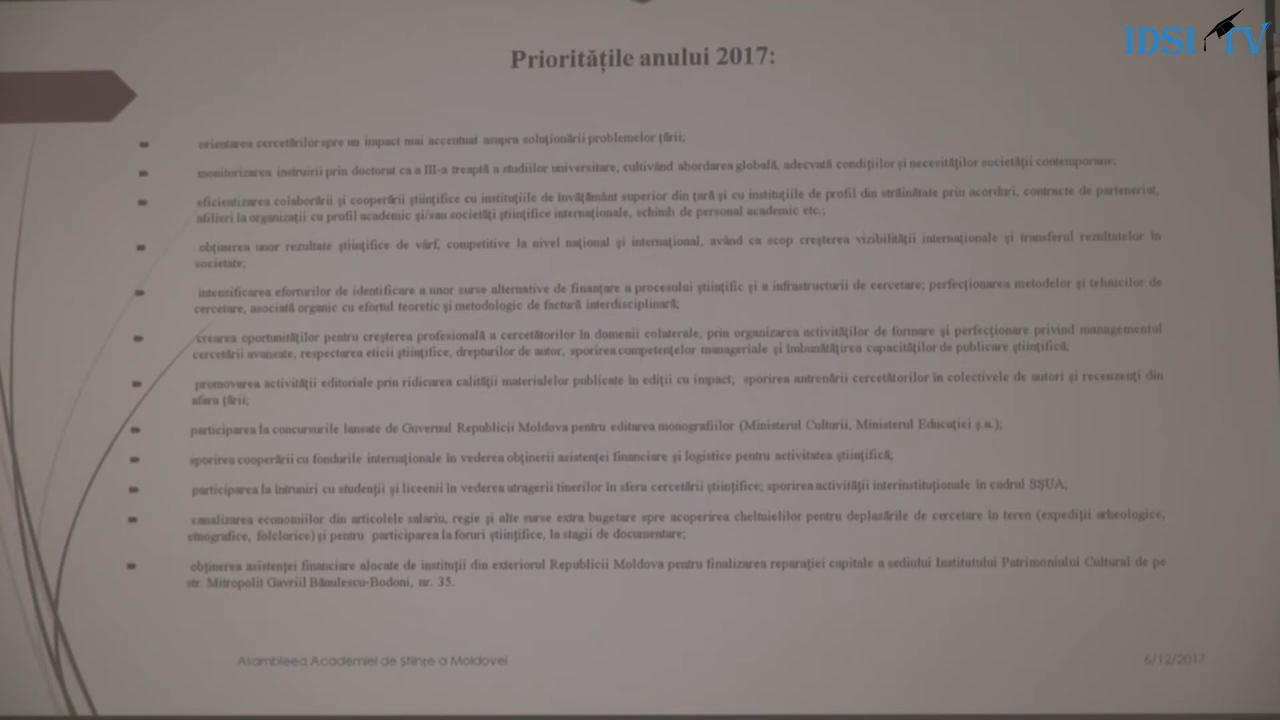 IDSI TV
Prioritățile anului 2017:
orientarea cercetărilor spre un impact mai accentuat asupra soluționării problemelor țării;
monitorizarea instruirii prin doctorat ca a III-a treaptă a studiilor universitare, cultivând abordarea globală, adecvată condițiilor și necesităților societății contemporane;
eficientizarea colaborării și cooperării științifice cu instituțiile de învățământ superior din țară și cu instituțiile de profil din străinătate prin acorduri, contracte de parteneriat,
afilieri la organizații cu profil academic și/sau societăți științifice internaționale, schimb de personal academic etc.;
obținerea unor rezultate științifice de vârf, competitive la nivel național și internațional, având ca scop creșterea vizibilității internaționale și transferul rezultatelor în
societate;
intensificarea eforturilor de identificare a unor surse alternative de finanțare a procesului științific și a infrastructurii de cercetare; perfecționarea metodelor și tehnicilor de
cercetare, asociată organic cu efortul teoretic și metodologic de factură interdisciplinară;
crearea oportunităților pentru creșterea profesională a cercetătorilor în domenii colaterale, prin organizarea activităților de formare și perfecționare privind managementul
cercetării avansate, respectarea eticii științifice, drepturilor de autor, sporirea competențelor manageriale și îmbunătățirea capacităților de publicare științifică;
promovarea activității editoriale prin ridicarea calității materialelor publicate în ediții cu impact; sporirea antrenării cercetătorilor în colectivele de autori și recenzenți din
afara țării;
participarea la concursurile lansate de Guvernul Republicii Moldova pentru editarea monografiilor (Ministerul Culturii, Ministerul Educației ș.a.);
sporirea cooperării cu fondurile internaționale în vederea obținerii asistenței financiare și logistice pentru activitatea științifică;
participarea la întruniri cu studenții și liceenii în vederea atragerii tinerilor în sfera cercetării științifice; sporirea activității interinstituționale în cadrul SȘUA;
canalizarea economiilor din articolele salariu, regie și alte surse extra bugetare spre acoperirea cheltuielilor pentru deplasările de cercetare în teren (expediții arheologice,
etnografice, folclorice) și pentru participarea la foruri științifice, la stagii de documentare;
obținerea asistenței financiare alocate de instituții din exteriorul Republicii Moldova pentru finalizarea reparației capitale a sediului Institutului Patrimoniului Cultural de pe
str. Mitropolit Gavriil Bănulescu-Bodoni, nr. 35.
Asambleea Academiei de Științe a Moldovei
6/12/2017